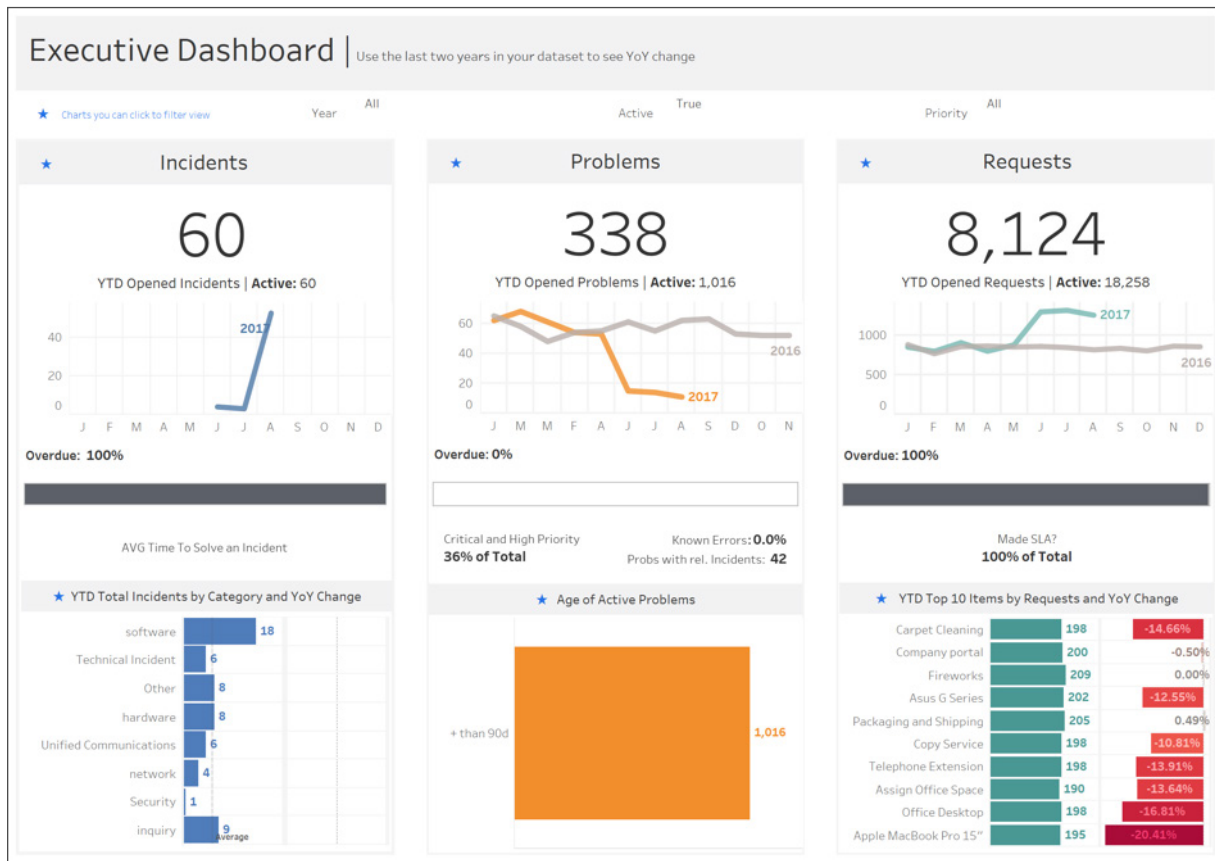 Executive Dashboard | Use the last two years in your dataset to see YoY change
★ Charts you can click to filter view
Year All
Active True
Priority All
★ Incidents
60
YTD Opened Incidents | Active: 60
2017
40
20
0
J F M A M J J A S O N D
Overdue: 100%
AVG Time To Solve an Incident
★ YTD Total Incidents by Category and YoY Change
software 18
Technical Incident 6
Other 8
hardware 8
Unified Communications 6
network 4
Security 1
inquiry 9
Average
★ Problems
338
YTD Opened Problems | Active: 1,016
60
40
20
0
2016
2017
J M M F A J J A S D O N
Overdue: 0%
Critical and High Priority
36% of Total
Known Errors: 0.0%
Probs with rel. Incidents: 42
★ Age of Active Problems
+ than 90d 1,016
★ Requests
8,124
YTD Opened Requests | Active: 18,258
2017
1000
2016
500
0
J F M A M J J A S O N D
Overdue: 100%
Made SLA?
100% of Total
★ YTD Top 10 Items by Requests and YoY Change
Carpet Cleaning 198 -14.66%
Company portal 200 -0.50%
Fireworks 209 0.00%
Asus G Series 202 -12.55%
Packaging and Shipping 205 0.49%
Copy Service 198 -10.81%
Telephone Extension 198 -13.91%
Assign Office Space 190 -13.64%
Office Desktop 198 -16.81%
Apple MacBook Pro 15" 195 -20.41%